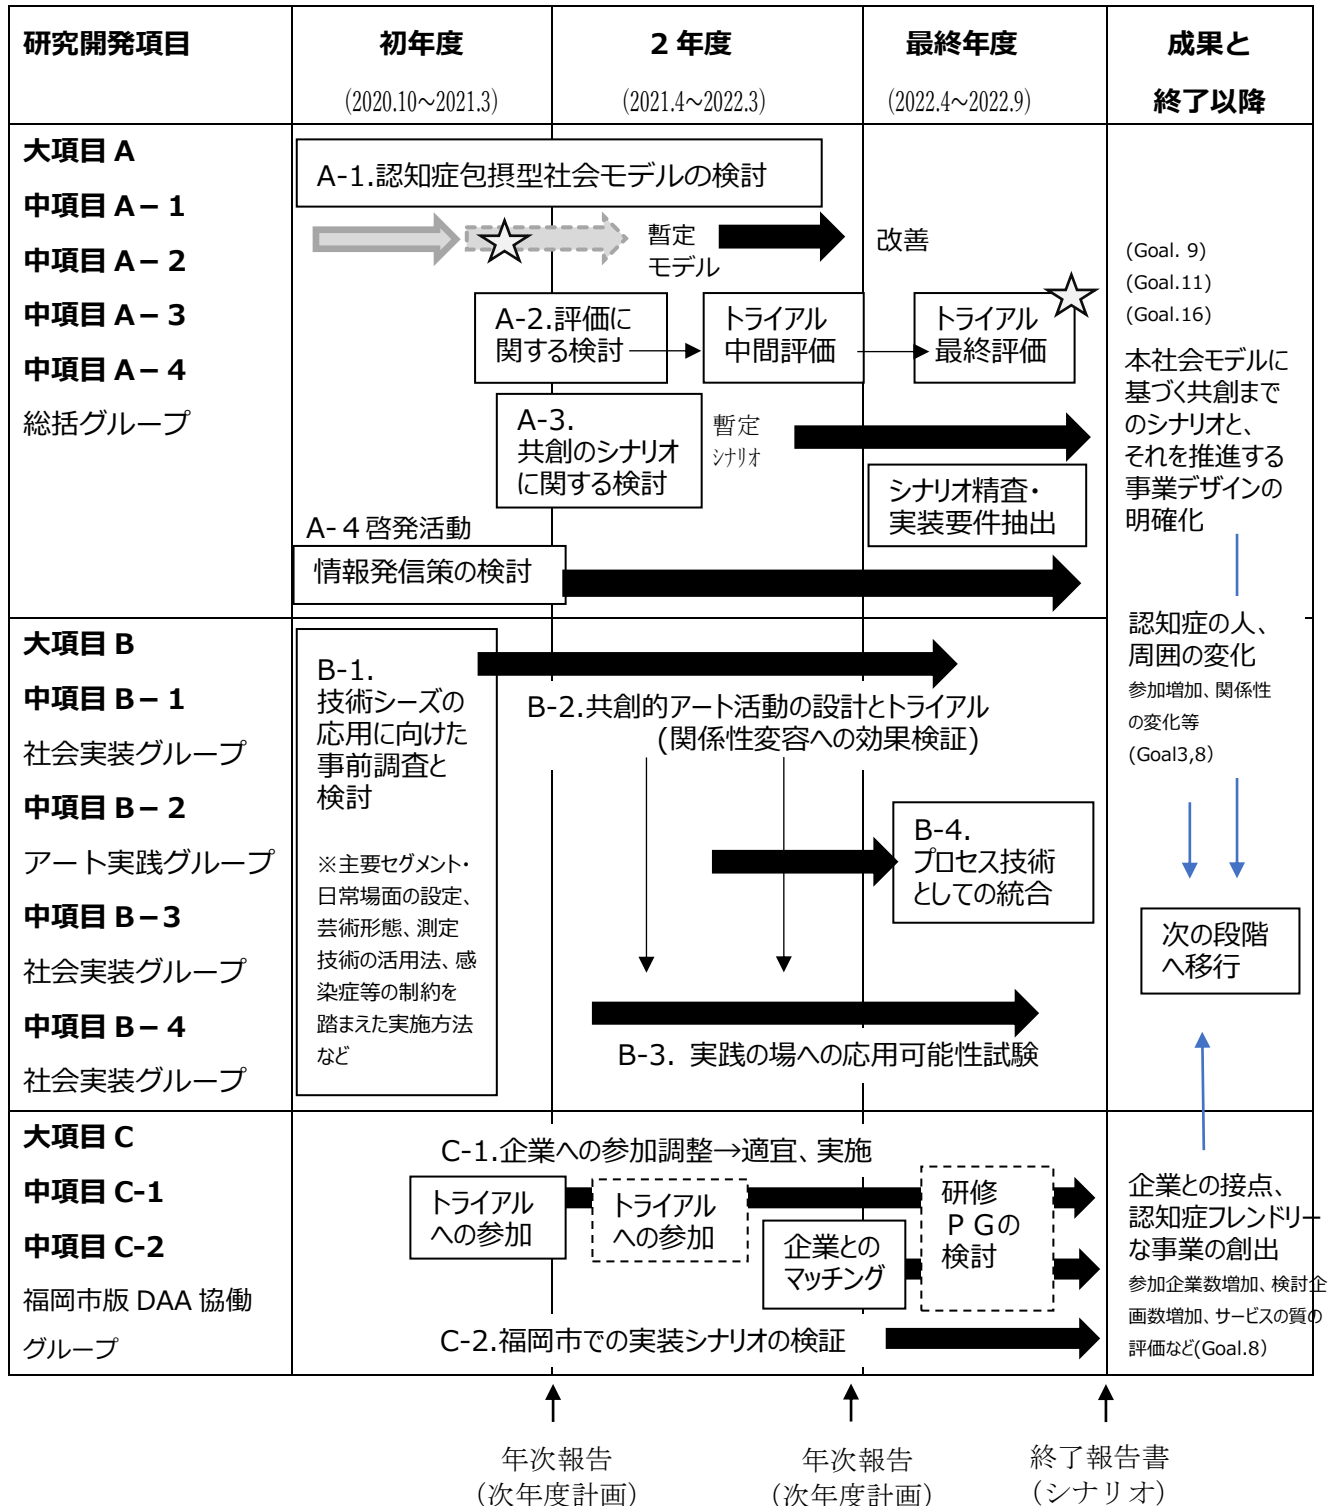 研究開発項目
初年度
(2020.10～2021.3)
2 年度
(2021.4～2022.3)
最終年度
(2022.4～2022.9)
成果と
終了以降
大項目 A
中項目 A－1
中項目 A－2
中項目 A－3
中項目 A－4
総括グループ
A-1.認知症包摂型社会モデルの検討
暫定
モデル
改善
A-2.評価に
関する検討
トライアル
中間評価
トライアル
最終評価
A-3.
共創のシナリオ
に関する検討
暫定
シナリオ
シナリオ精査・
実装要件抽出
A-４啓発活動
情報発信策の検討
(Goal. 9)
(Goal.11)
(Goal.16)
本社会モデルに
基づく共創まで
のシナリオと、
それを推進する
事業デザインの
明確化
大項目 B
中項目 B－1
社会実装グループ
中項目 B－2
アート実践グループ
中項目 B－3
社会実装グループ
中項目 B－4
社会実装グループ
B-1.
技術シーズの
応用に向けた
事前調査と
検討
※主要セグメント・
日常場面の設定、
芸術形態、測定
技術の活用法、感
染症等の制約を
踏まえた実施方法
など
B-2.共創的アート活動の設計とトライアル
(関係性変容への効果検証)
B-4.
プロセス技術
としての統合
B-3. 実践の場への応用可能性試験
認知症の人、
周囲の変化
参加増加、関係性
の変化等
(Goal3,8)
次の段階
へ移行
大項目 C
中項目 C-1
中項目 C-2
福岡市版 DAA 協働
グループ
C-1.企業への参加調整→適宜、実施
トライアル
への参加
トライアル
への参加
企業との
マッチング
研修
ＰＧの
検討
C-2.福岡市での実装シナリオの検証
企業との接点、
認知症フレンドリー
な事業の創出
参加企業数増加、検討企
画数増加、サービスの質の
評価など(Goal.8)
年次報告
(次年度計画)
年次報告
(次年度計画)
終了報告書
(シナリオ)